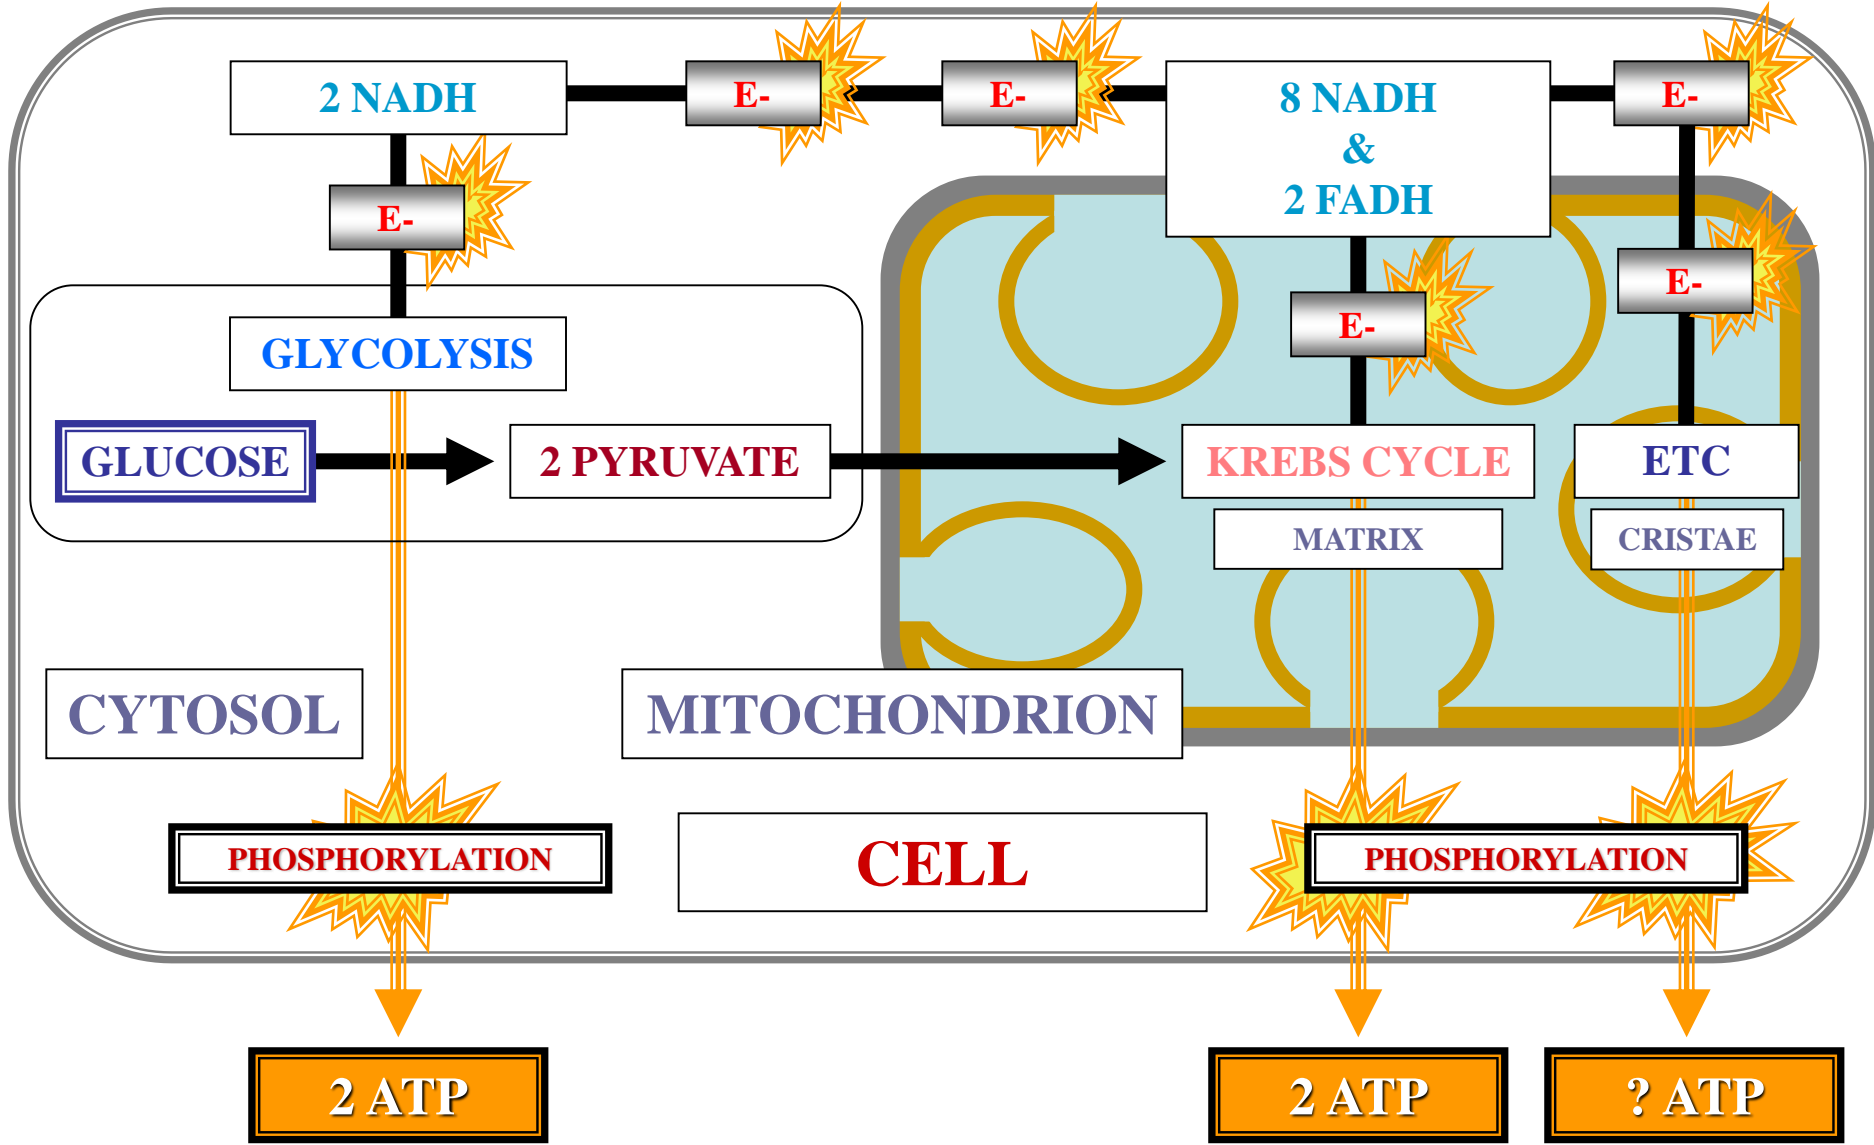 2 NADH
E-
E-
8 NADH
&
2 FADH
E-
E-
E-
E-
GLYCOLYSIS
GLUCOSE
2 PYRUVATE
KREBS CYCLE
ETC
MATRIX
CRISTAE
CYTOSOL
MITOCHONDRION
PHOSPHORYLATION
CELL
PHOSPHORYLATION
2 ATP
2 ATP
? ATP